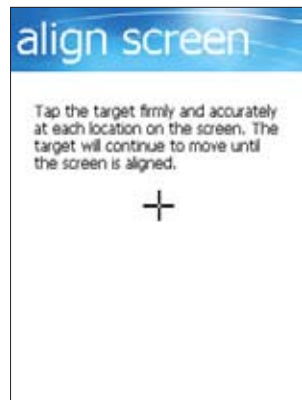 align screen
Tap the target firmly and accurately
at each location on the screen. The
target will continue to move until
the screen is aligned.